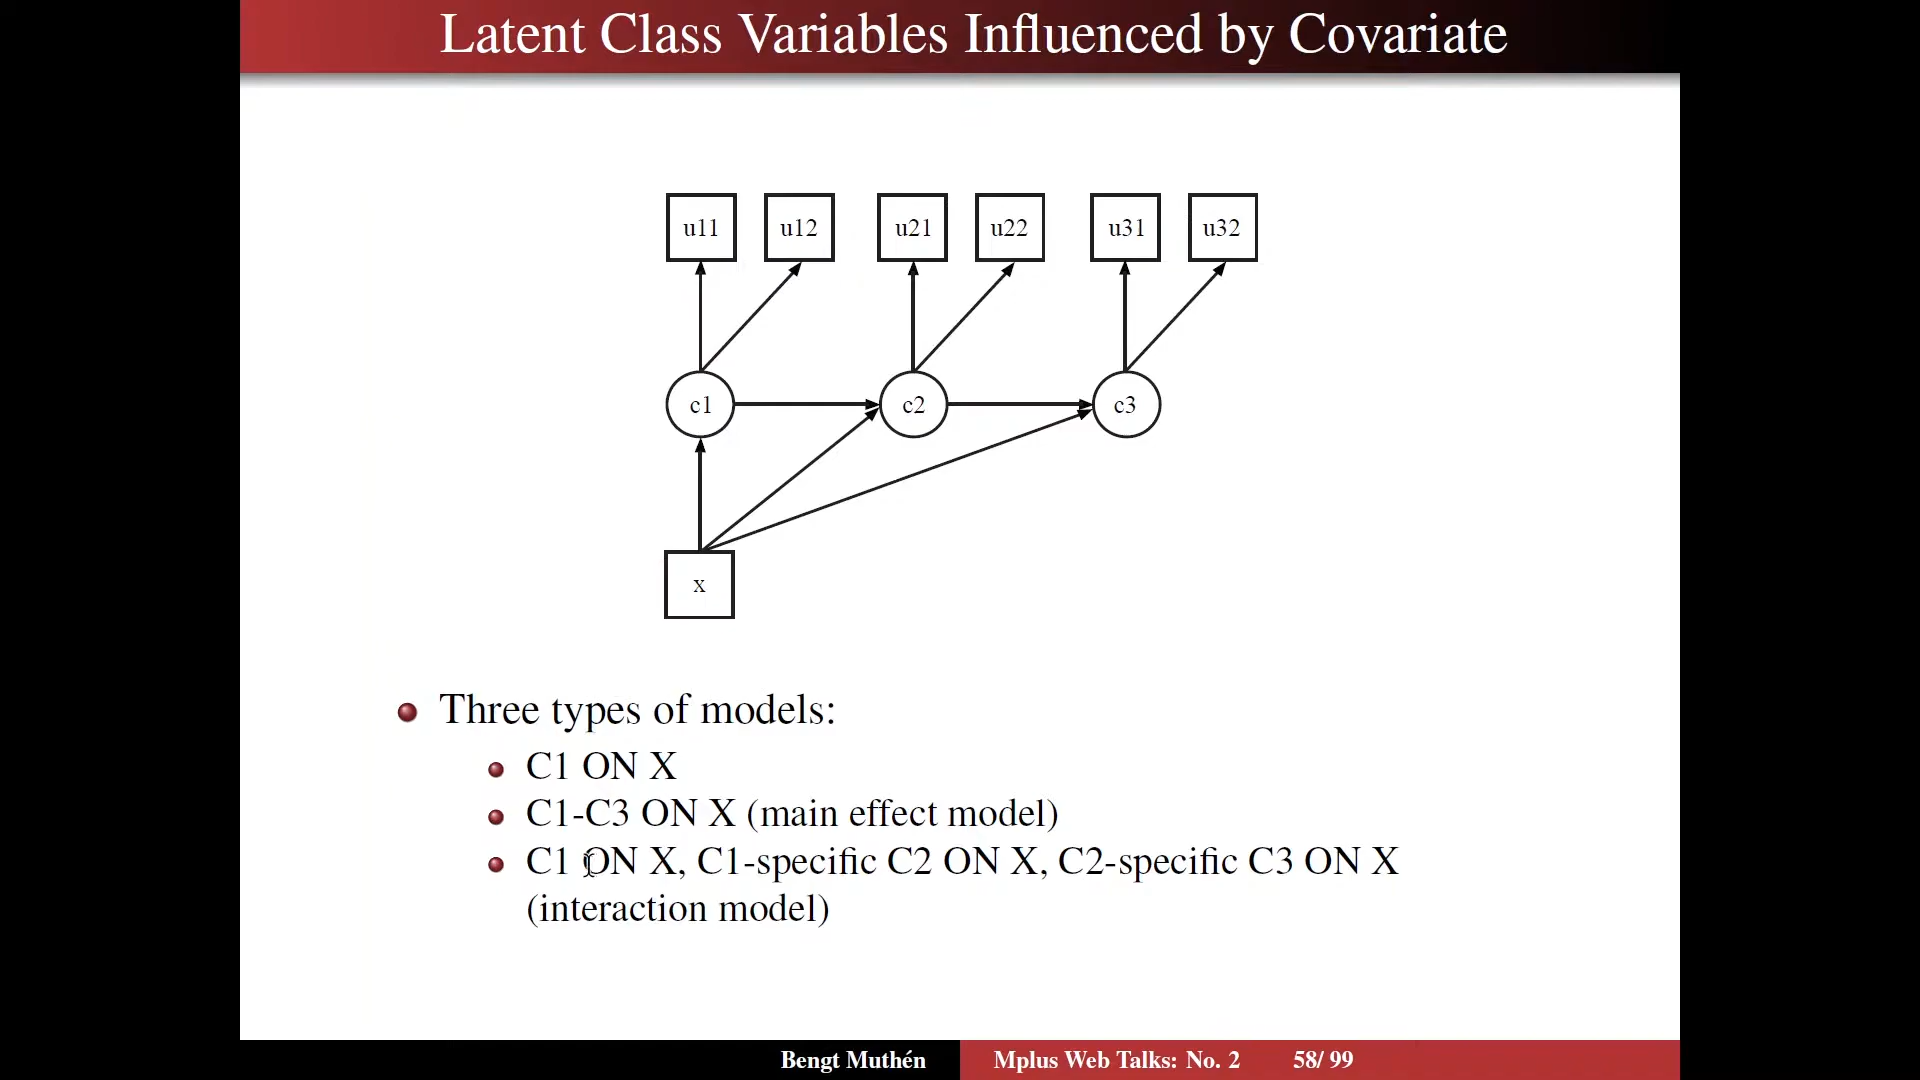 Latent Class Variables Influenced by Covariate
u11 u12 u21 u22 u31 u32
c1 c2 c3
x
Three types of models:
C1 ON X
C1-C3 ON X (main effect model)
C1 ON X, C1-specific C2 ON X, C2-specific C3 ON X
(interaction model)
Bengt Muthén Mplus Web Talks: No. 2 58/ 99